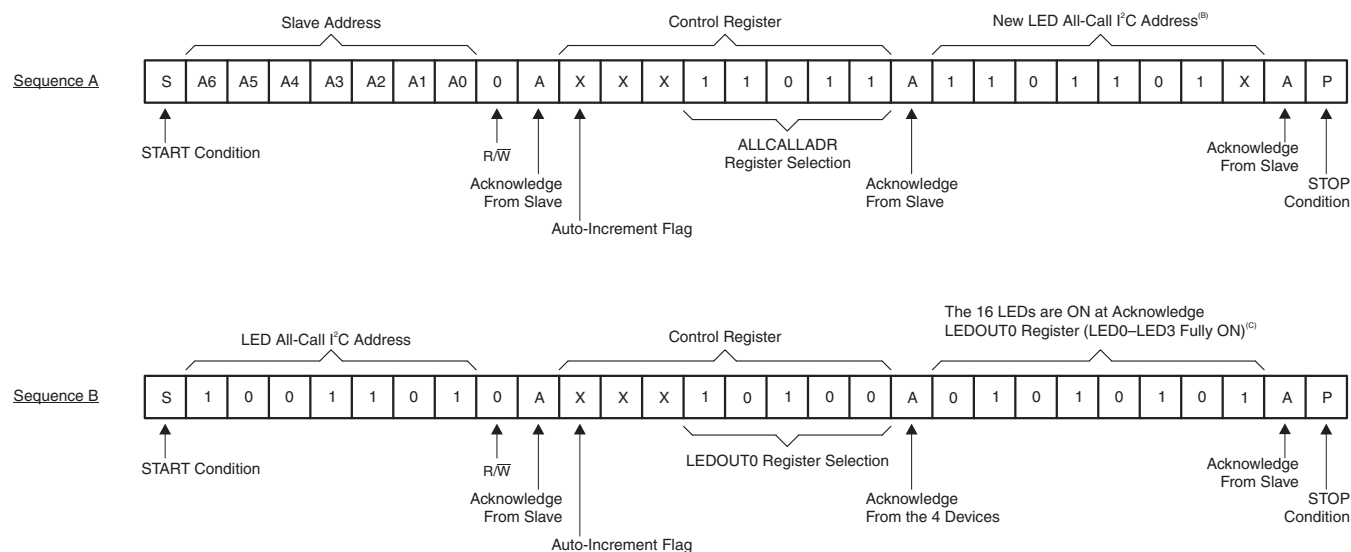 Slave Address
Control Register
New LED All-Call I²C Address(B)
Sequence A
S A6 A5 A4 A3 A2 A1 A0 0 A X X X 1 1 0 1 1 A 1 1 0 1 1 0 1 X A P
START Condition
R/W̅
Acknowledge
From Slave
Auto-Increment Flag
ALLCALLADR
Register Selection
Acknowledge
From Slave
Acknowledge
From Slave
STOP
Condition
LED All-Call I²C Address
Control Register
The 16 LEDs are ON at Acknowledge
LEDOUT0 Register (LED0–LED3 Fully ON)(C)
Sequence B
S 1 0 0 1 1 0 1 0 A X X X 1 0 1 0 0 A 0 1 0 1 0 1 0 1 A P
START Condition
R/W̅
Acknowledge
From Slave
Auto-Increment Flag
LEDOUT0 Register Selection
Acknowledge
From the 4 Devices
Acknowledge
From Slave
STOP
Condition